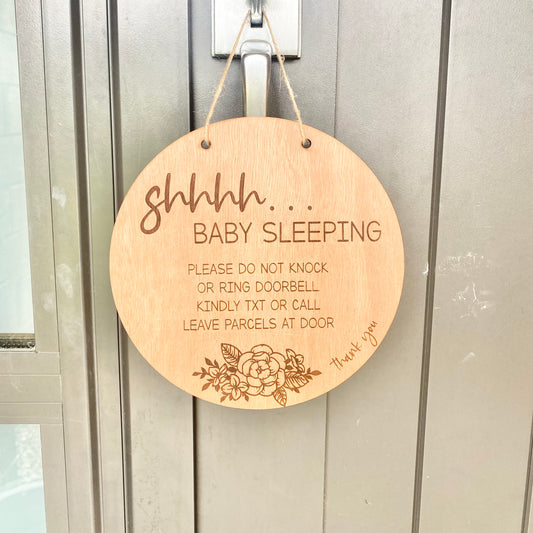 shhhh...
BABY SLEEPING
PLEASE DO NOT KNOCK
OR RING DOORBELL
KINDLY TXT OR CALL
LEAVE PARCELS AT DOOR
thank you